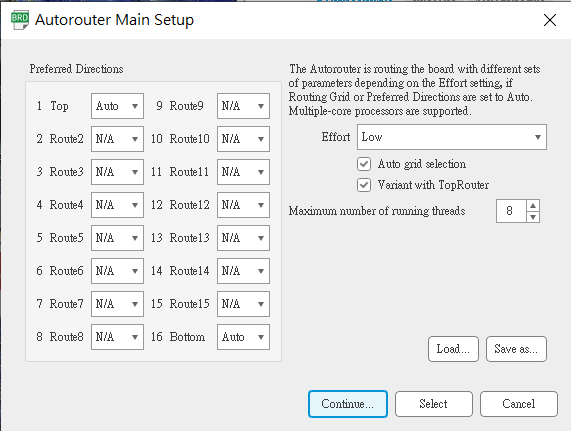 BRD
Autorouter Main Setup
Preferred Directions
1 Top Auto 9 Route9 N/A
2 Route2 N/A 10 Route10 N/A
3 Route3 N/A 11 Route11 N/A
4 Route4 N/A 12 Route12 N/A
5 Route5 N/A 13 Route13 N/A
6 Route6 N/A 14 Route14 N/A
7 Route7 N/A 15 Route15 N/A
8 Route8 N/A 16 Bottom Auto
The Autorouter is routing the board with different sets
of parameters depending on the Effort setting, if
Routing Grid or Preferred Directions are set to Auto.
Multiple-core processors are supported.
Effort Low
Auto grid selection
Variant with TopRouter
Maximum number of running threads 8
Load... Save as...
Continue... Select Cancel